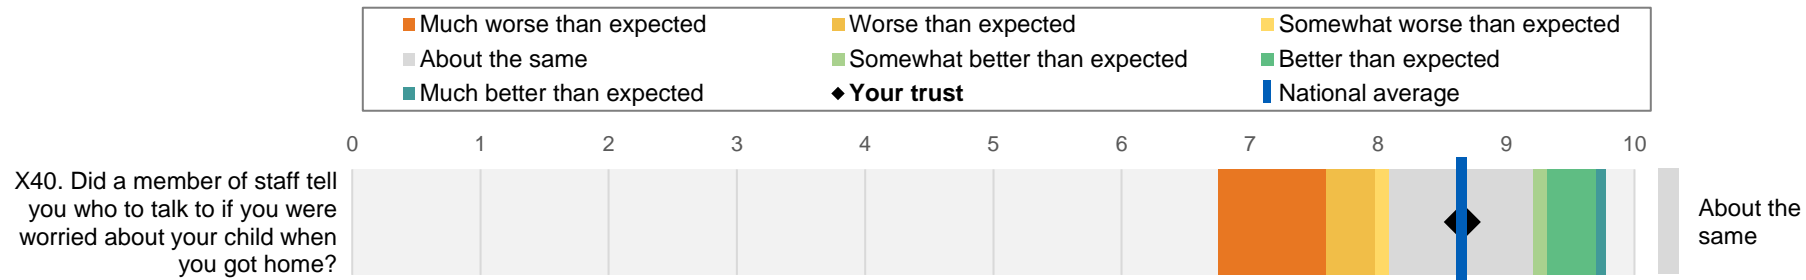 Much worse than expected Worse than expected Somewhat worse than expected
About the same Somewhat better than expected Better than expected
Much better than expected Your trust National average
0 1 2 3 4 5 6 7 8 9 10
X40. Did a member of staff tell
you who to talk to if you were
worried about your child when
you got home?
About the
same